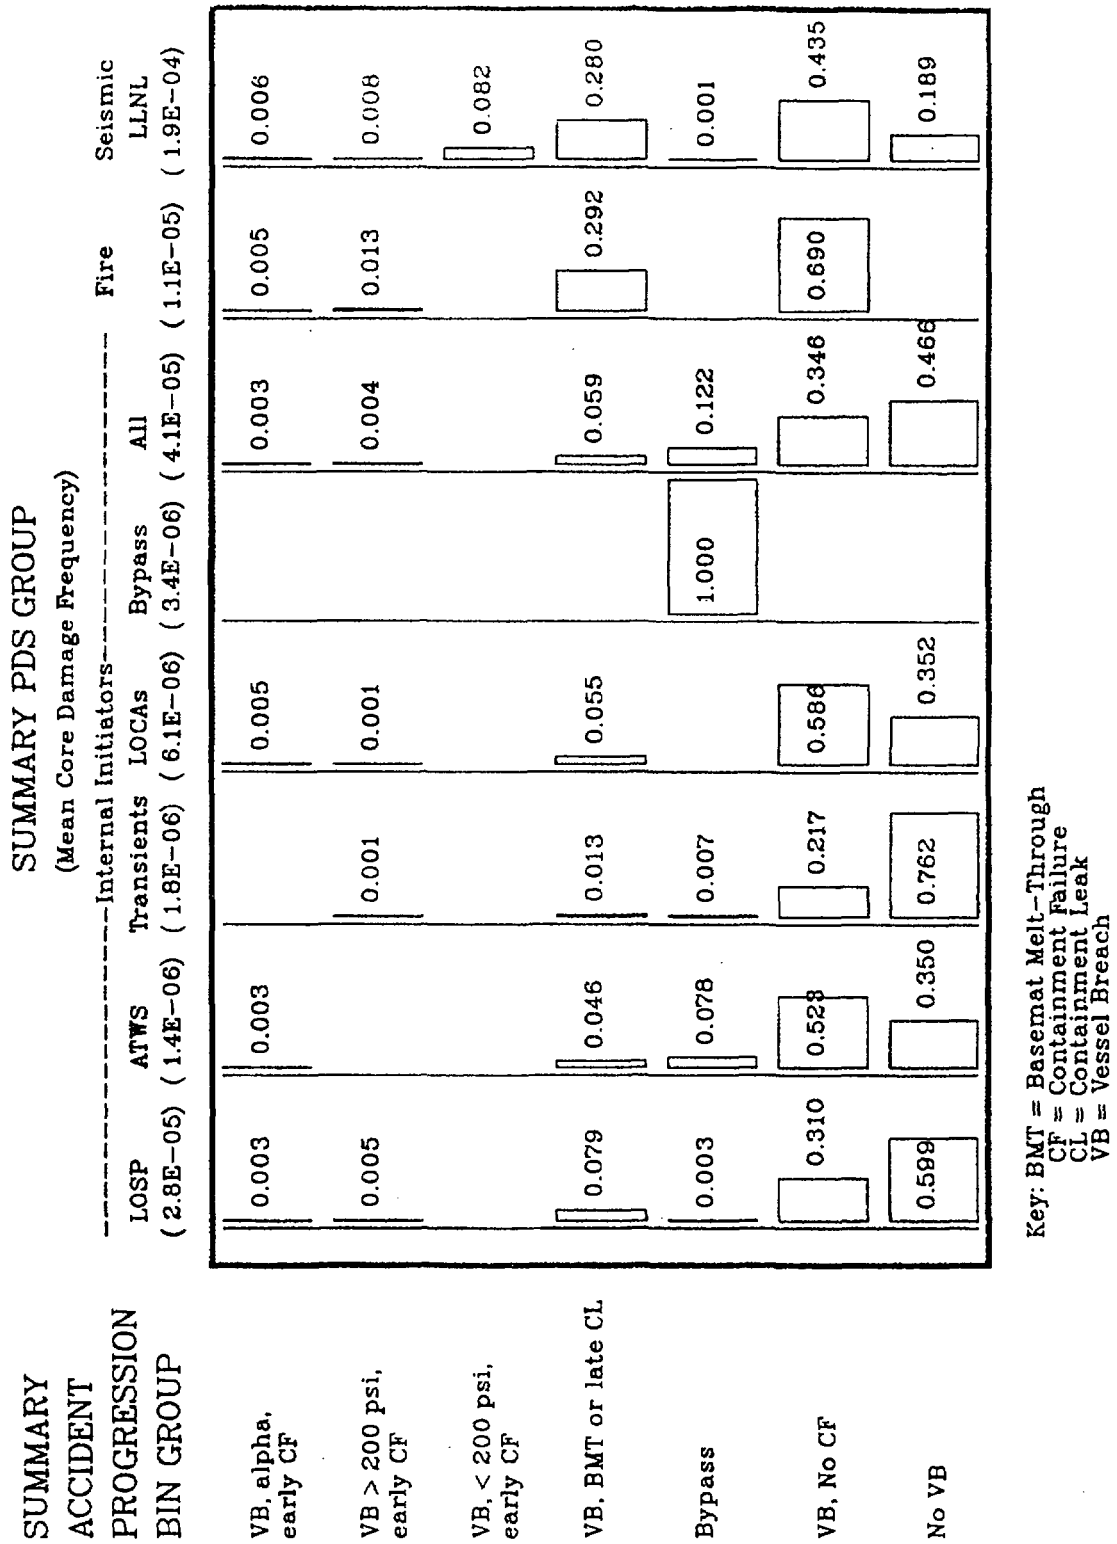 SUMMARY PDS GROUP
(Mean Core Damage Frequency)
----------------------Internal Initiators----------------------
SUMMARY
ACCIDENT
PROGRESSION
BIN GROUP
LOSP ATWS Transients LOCAs Bypass All Fire Seismic LLNL
( 2.8E-05) ( 1.4E-06) ( 1.8E-06) ( 6.1E-06) ( 3.4E-06) ( 4.1E-05) ( 1.1E-05) ( 1.9E-04)
VB, alpha,
early CF
0.003 0.003 0.005 0.003 0.005 0.006
VB > 200 psi,
early CF
0.005 0.001 0.001 0.004 0.013 0.008
VB, < 200 psi,
early CF
0.082
VB, BMT or late CL
0.079 0.046 0.013 0.055 0.059 0.292 0.280
Bypass
0.003 0.078 0.007 1.000 0.122 0.001
VB, No CF
0.310 0.523 0.217 0.586 0.346 0.690 0.435
No VB
0.599 0.350 0.762 0.352 0.466 0.189
Key: BMT = Basemat Melt-Through
CF = Containment Failure
CL = Containment Leak
VB = Vessel Breach